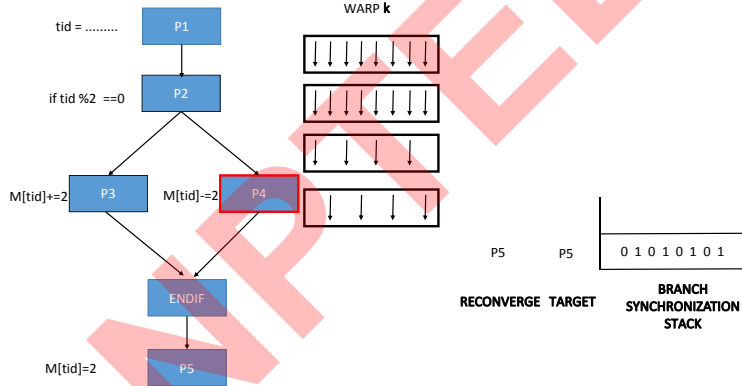 WARP k
tid = .........
P1
if tid %2 ==0
P2
M[tid]+=2
P3
M[tid]-=2
P4
ENDIF
M[tid]=2
P5
P5
P5
0 1 0 1 0 1 0 1
RECONVERGE
TARGET
BRANCH
SYNCHRONIZATION
STACK
NPTEL